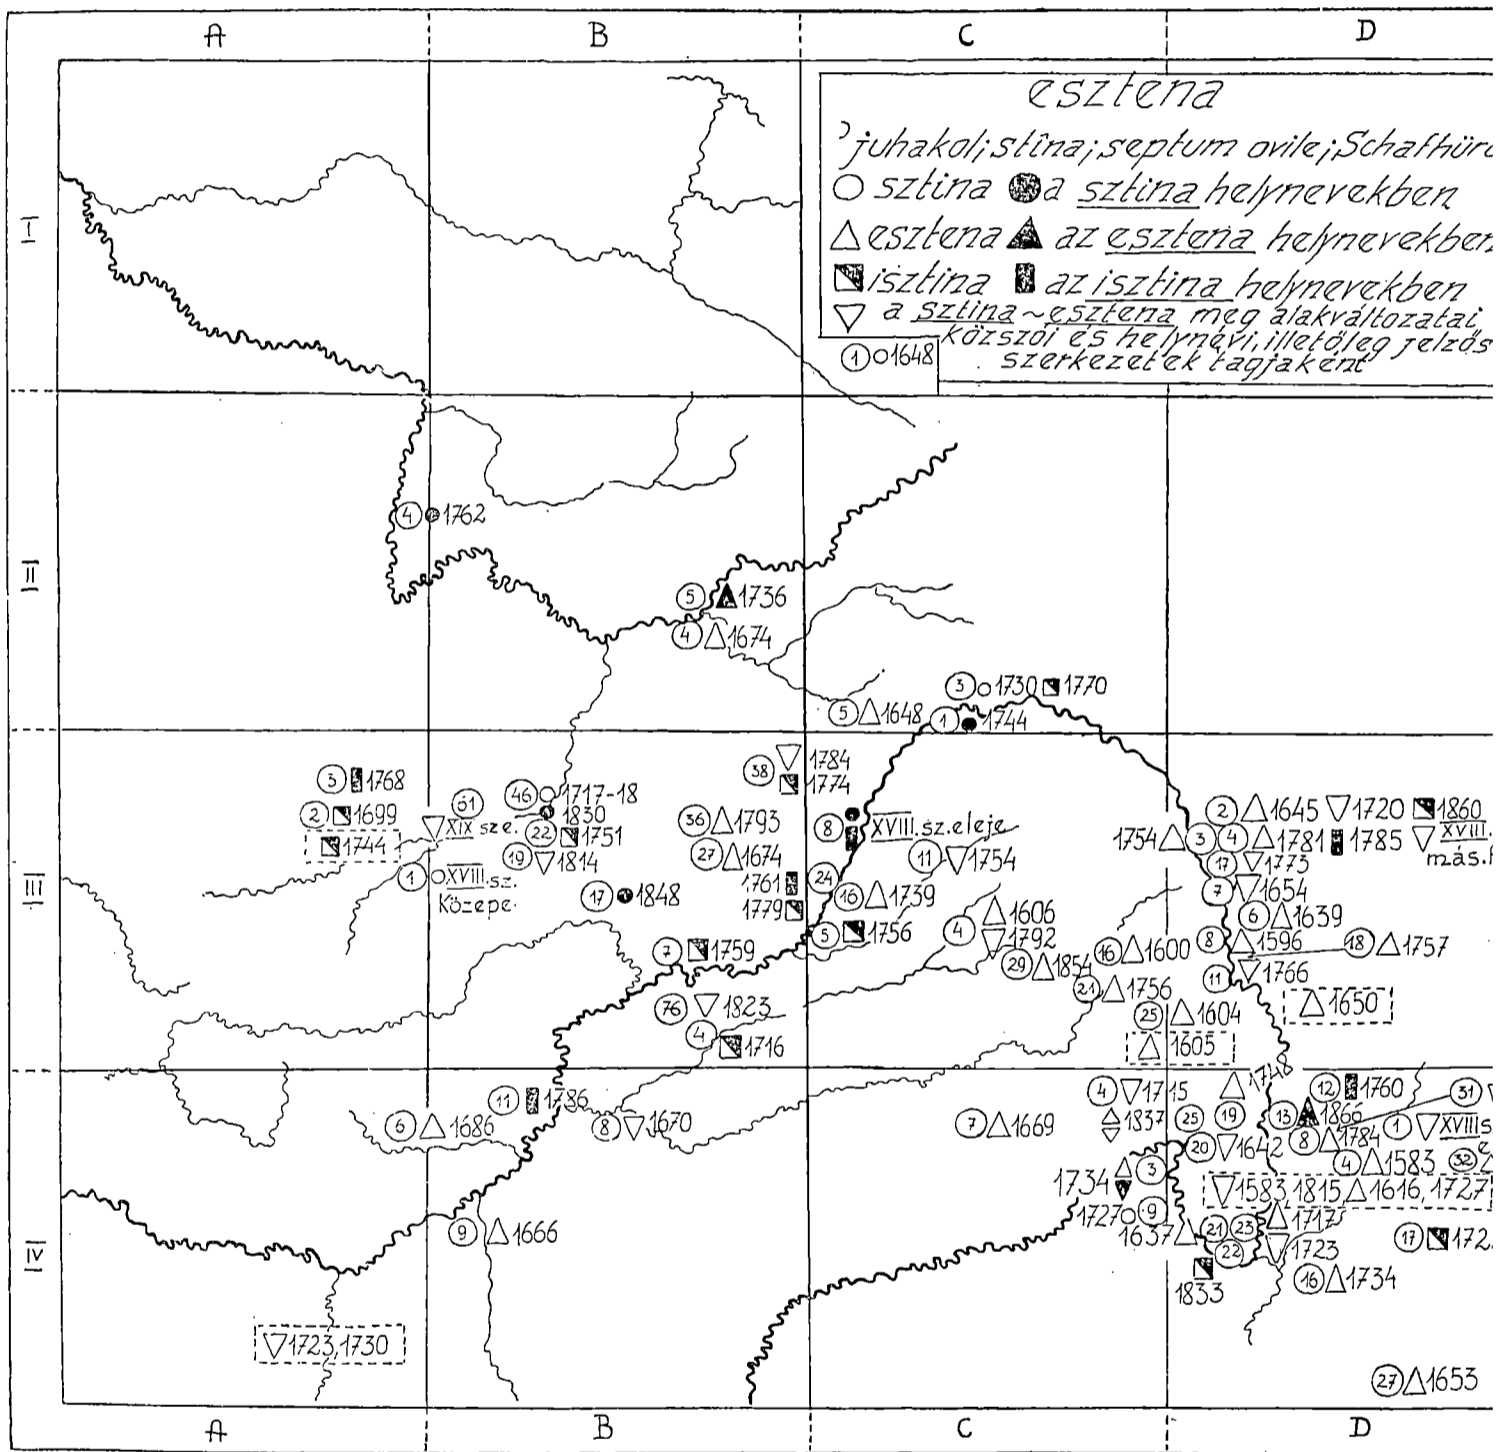 A B C D
esztena
juhakol; stîna; septum ovile; Schafhür
sztina a sztina helynevekben
esztena az esztena helynevekben
isztina az isztina helynevekben
a sztina ~ esztena meg alakváltozatai
közszói és helynévi, illetőleg jelzős
szerkezetek tagjaként
1 1648
I
4 1762
II
5 1736
4 1674
3 1730 1770
5 1648 1 1744
38 1784
1774
3 1768
2 1699
1744
61
XIX sze.
46 1717-18
1830
22 1751
19 1814
36 1793
27 1674
8 XVIII. sz. eleje
11 1754
2 1645 1720 1860
1754 3 4 1781 1785 XVIII.
más.
17 1773
III
1 XVIII. sz.
közepe.
17 1848
1761
1779
24
16 1739
5 1756
7 1654
6 1639
4 1606
1792
8 1596 18 1757
7 1759
29 1854
16 1600
11 1766
21 1756
76 1823
4 1716
25 1604
1650
1605
11 1786
6 1686
8 1670
7 1669
4 1715
1837
1748
25 19
12 1760
31
13 1866
1 XVIII s
8 1784
20 1642
4 1583 32
1734 3
1583, 1815, 1616, 1727
1727 9
1637 21 23 1717
22 1723
17 172
IV
9 1666
1833
16 1734
1723, 1730
27 1653
A B C D